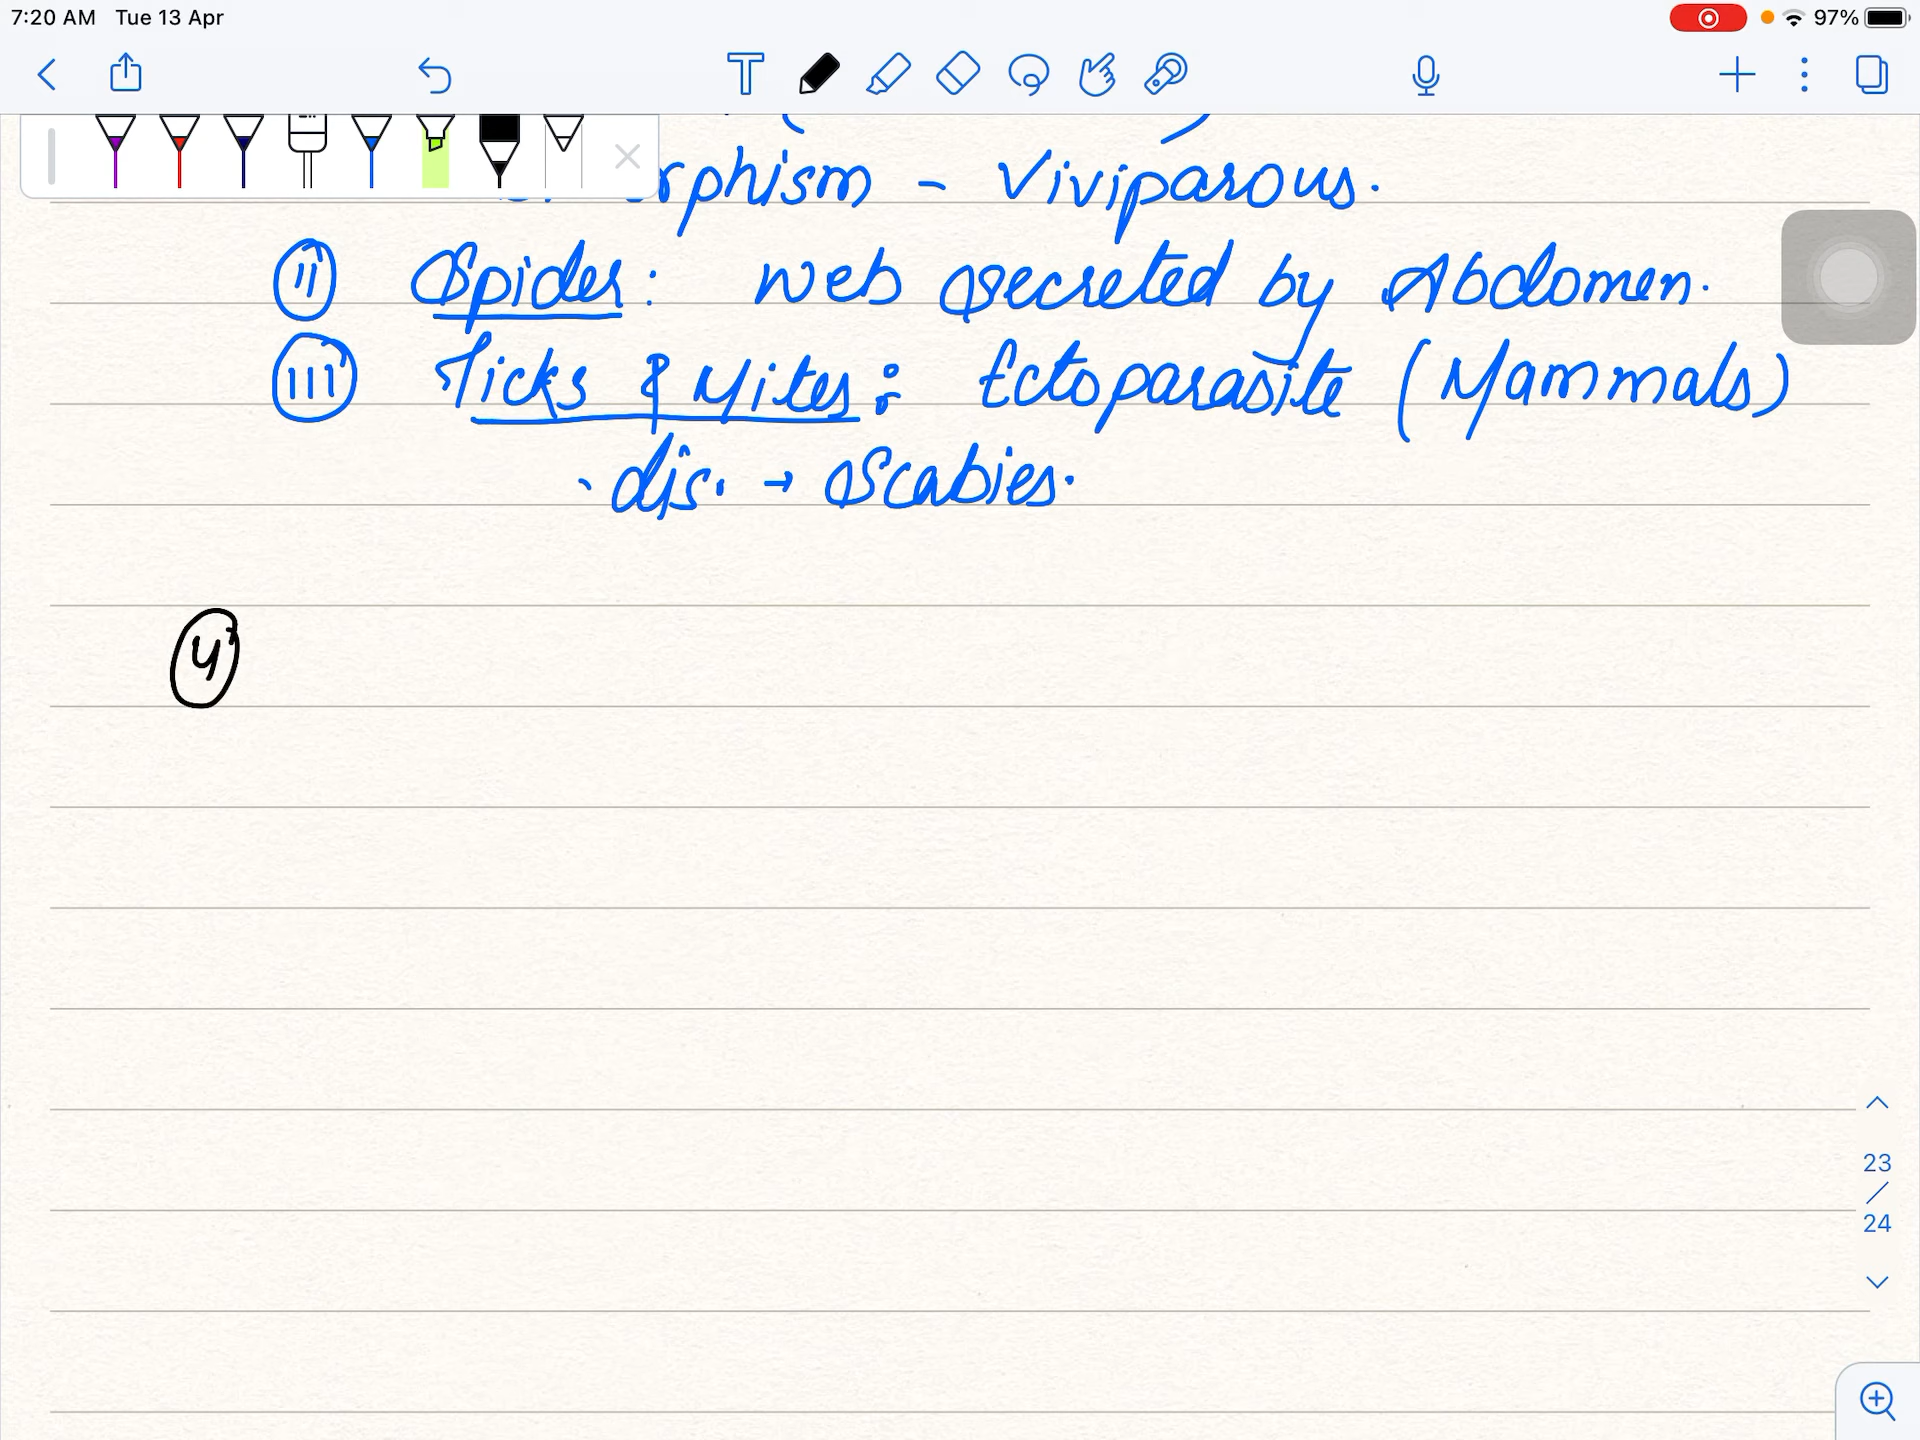 7:20 AM Tue 13 Apr 97%
rphism - Viviparous.
(ii) Spider: Web secreted by Abdomen.
(iii) Ticks & Mites: Ectoparasite (Mammals)
· dis. → Scabies.
(4)
23
/
24